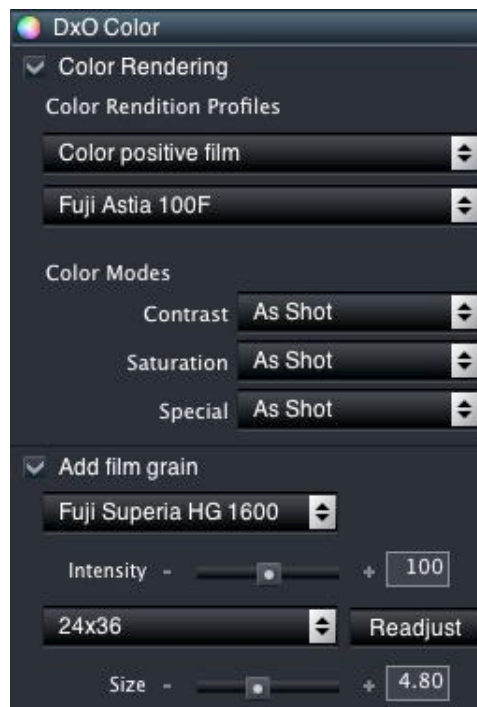 DxO Color
Color Rendering
Color Rendition Profiles
Color positive film
Fuji Astia 100F
Color Modes
Contrast As Shot
Saturation As Shot
Special As Shot
Add film grain
Fuji Superia HG 1600
Intensity - + 100
24x36 Readjust
Size - + 4.80